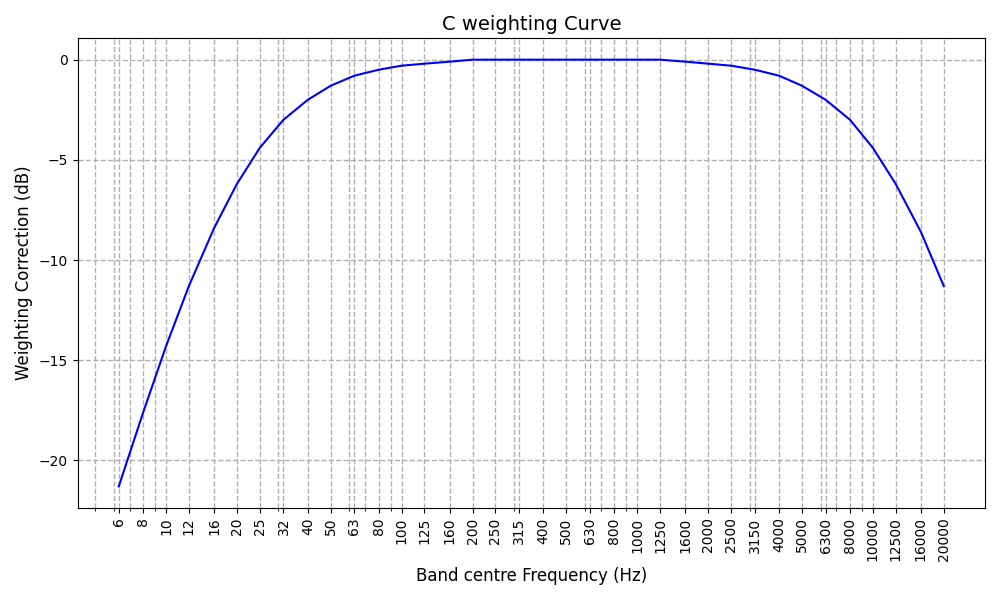 C weighting Curve
Weighting Correction (dB)
0
−5
−10
−15
−20
6 8 10 12 16 20 25 32 40 50 63 80 100 125 160 200 250 315 400 500 630 800 1000 1250 1600 2000 2500 3150 4000 5000 6300 8000 10000 12500 16000 20000
Band centre Frequency (Hz)